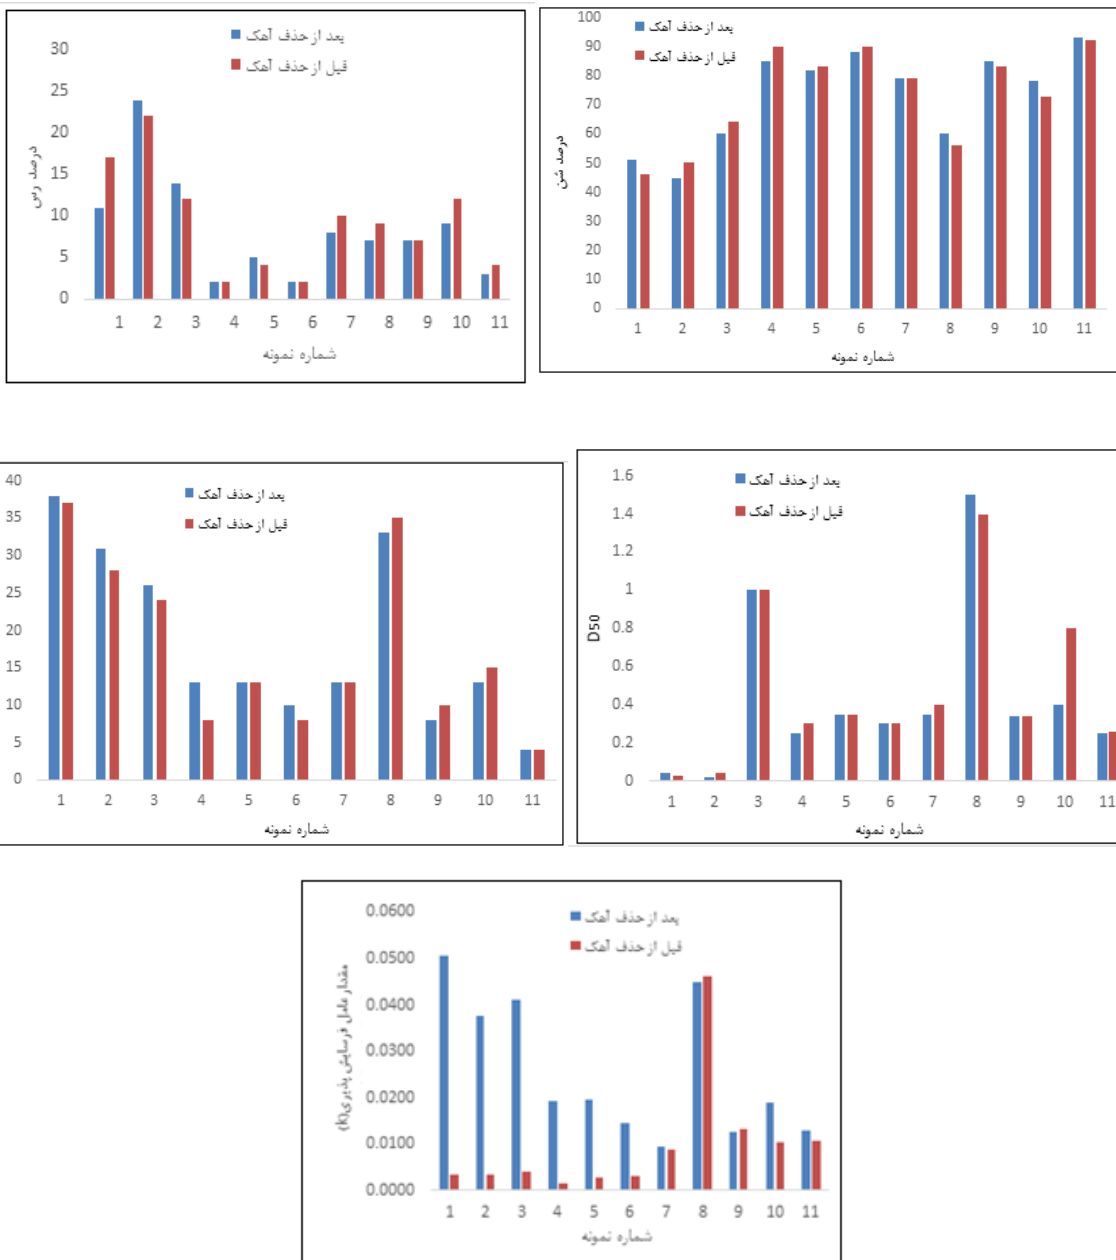 بعد از حذف آهک
قبل از حذف آهک
30
25
20
15
10
5
0
درصد رس
1 2 3 4 5 6 7 8 9 10 11
شماره نمونه
100
90
80
70
60
50
40
30
20
10
0
بعد از حذف آهک
قبل از حذف آهک
درصد شن
1 2 3 4 5 6 7 8 9 10 11
شماره نمونه
40
35
30
25
20
15
10
5
0
بعد از حذف آهک
قبل از حذف آهک
1 2 3 4 5 6 7 8 9 10 11
شماره نمونه
1.6
1.4
1.2
1
0.8
0.6
0.4
0.2
0
بعد از حذف آهک
قبل از حذف آهک
D50
1 2 3 4 5 6 7 8 9 10 11
شماره نمونه
0.0600
0.0500
0.0400
0.0300
0.0200
0.0100
0.0000
بعد از حذف آهک
قبل از حذف آهک
مقدار عامل فرسایش پذیری(k)
1 2 3 4 5 6 7 8 9 10 11
شماره نمونه